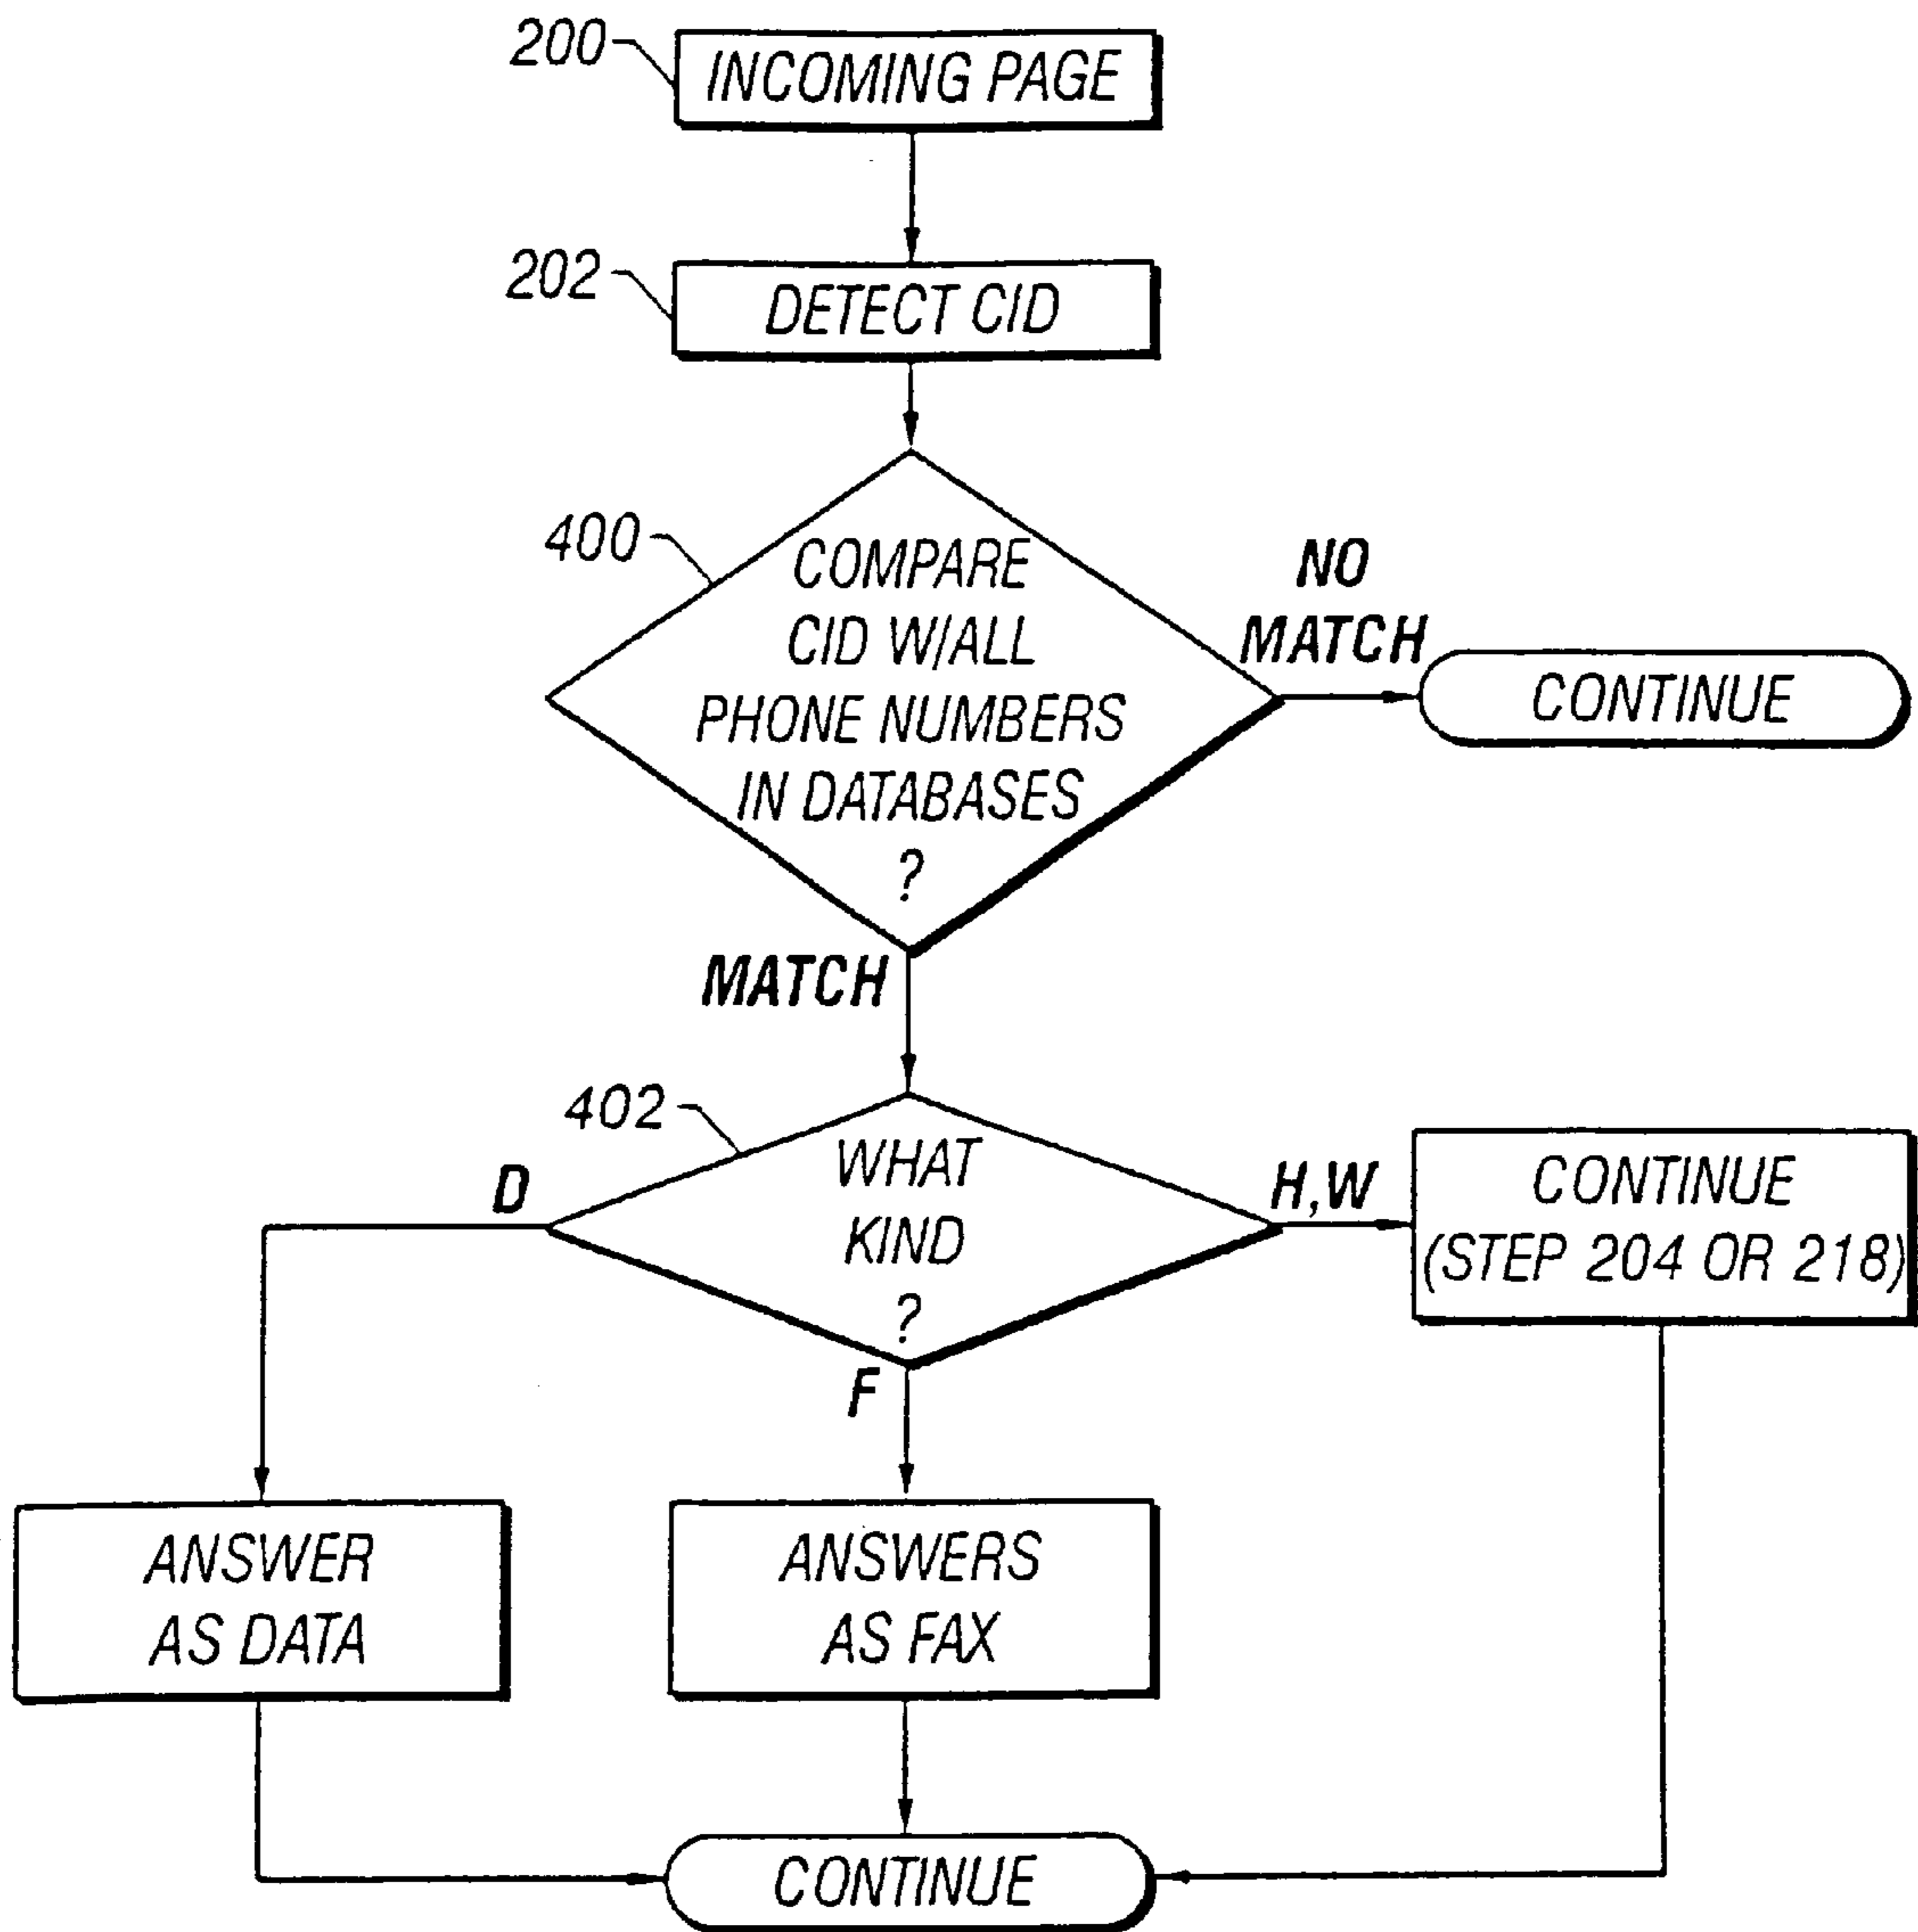 200
INCOMING PAGE
202
DETECT CID
400
COMPARE
CID W/ALL
PHONE NUMBERS
IN DATABASES
?
NO
MATCH
CONTINUE
MATCH
402
WHAT
KIND
?
D
H,W
CONTINUE
(STEP 204 OR 218)
F
ANSWER
AS DATA
ANSWERS
AS FAX
CONTINUE